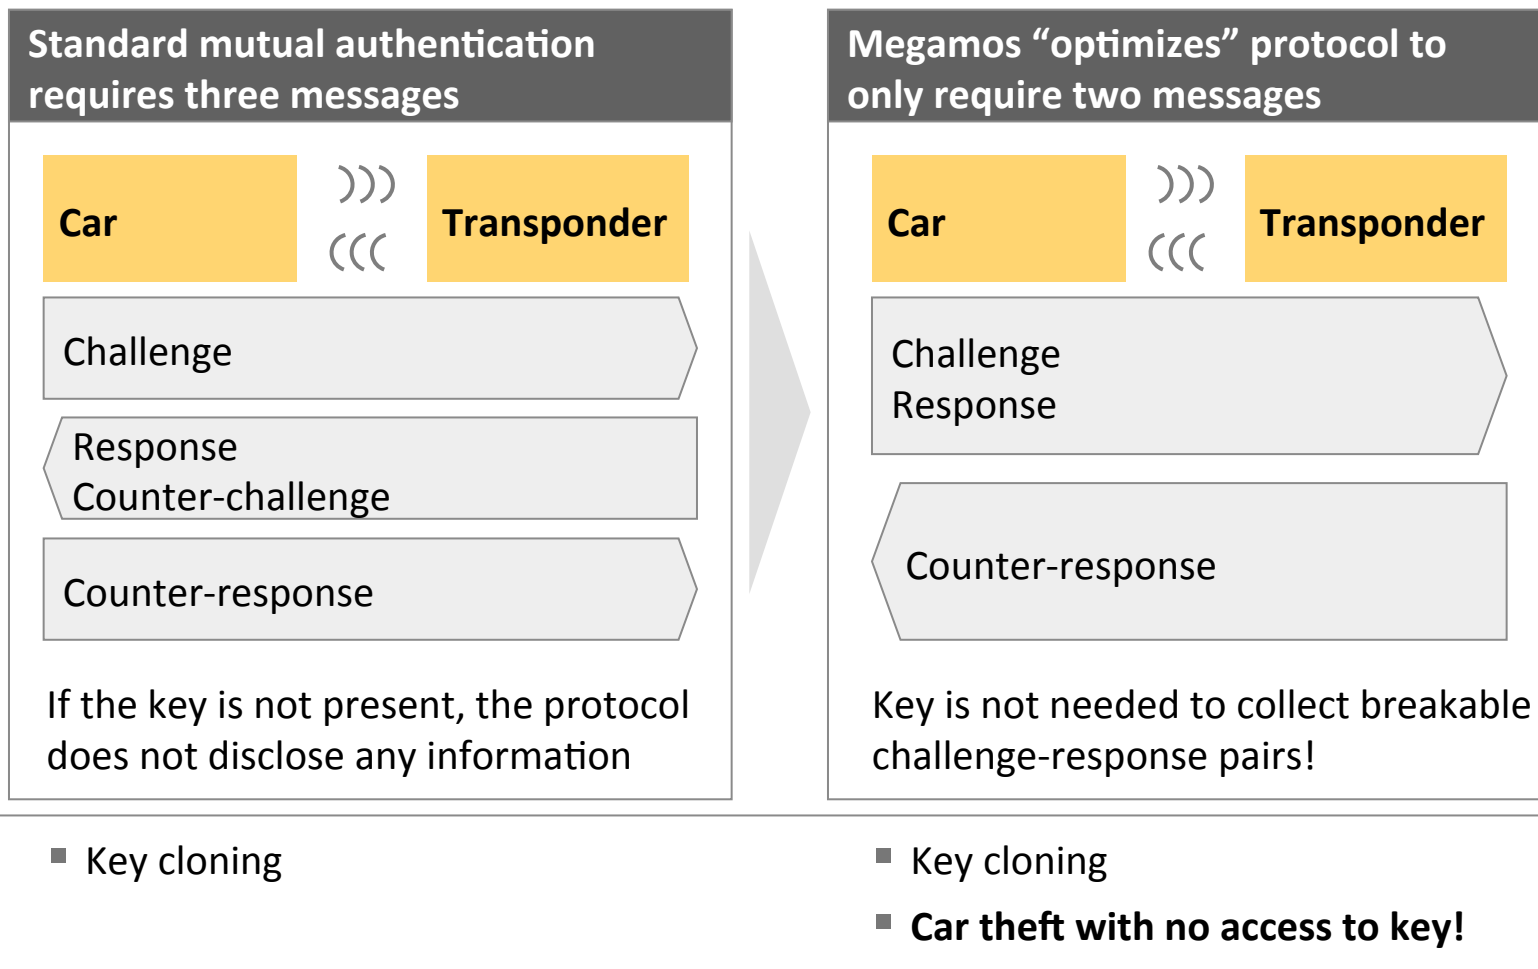 Standard mutual authentication
requires three messages
Car
Transponder
Challenge
Response
Counter-challenge
Counter-response
If the key is not present, the protocol
does not disclose any information
Key cloning
Megamos “optimizes” protocol to
only require two messages
Car
Transponder
Challenge
Response
Counter-response
Key is not needed to collect breakable
challenge-response pairs!
Key cloning
Car theft with no access to key!